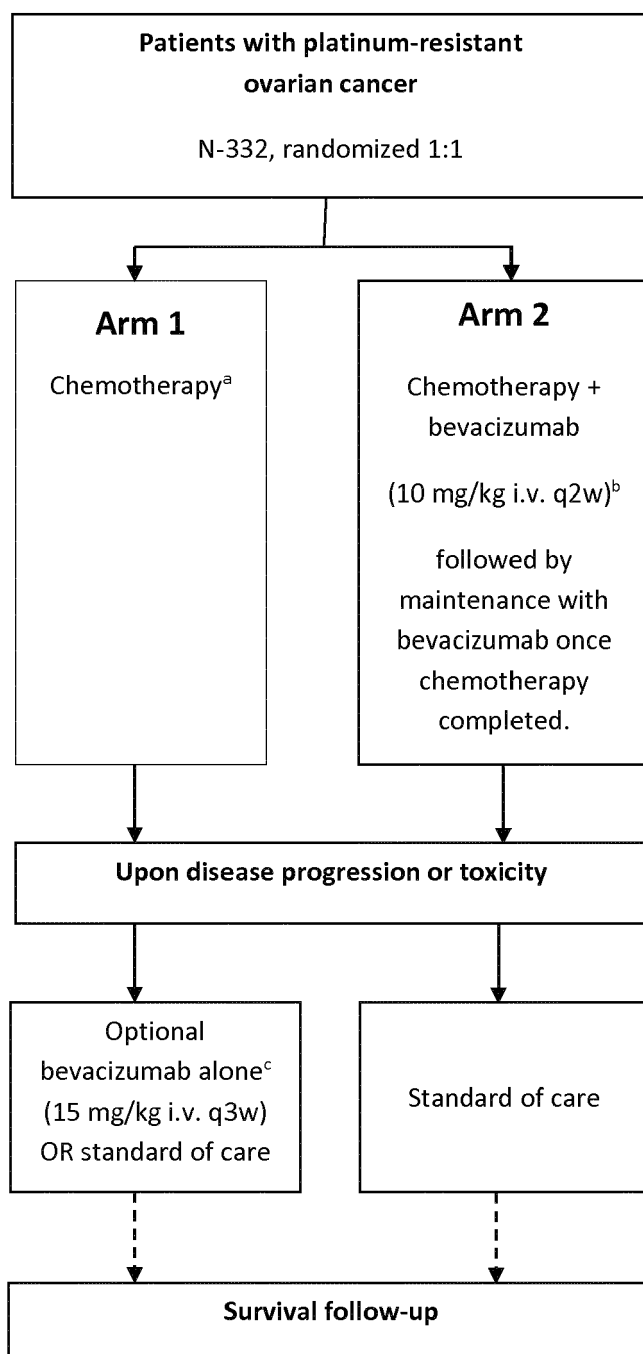 Patients with platinum-resistant
ovarian cancer
N-332, randomized 1:1
Arm 1
Chemotherapyᵃ
Arm 2
Chemotherapy +
bevacizumab
(10 mg/kg i.v. q2w)ᵇ
followed by
maintenance with
bevacizumab once
chemotherapy
completed.
Upon disease progression or toxicity
Optional
bevacizumab aloneᶜ
(15 mg/kg i.v. q3w)
OR standard of care
Standard of care
Survival follow-up